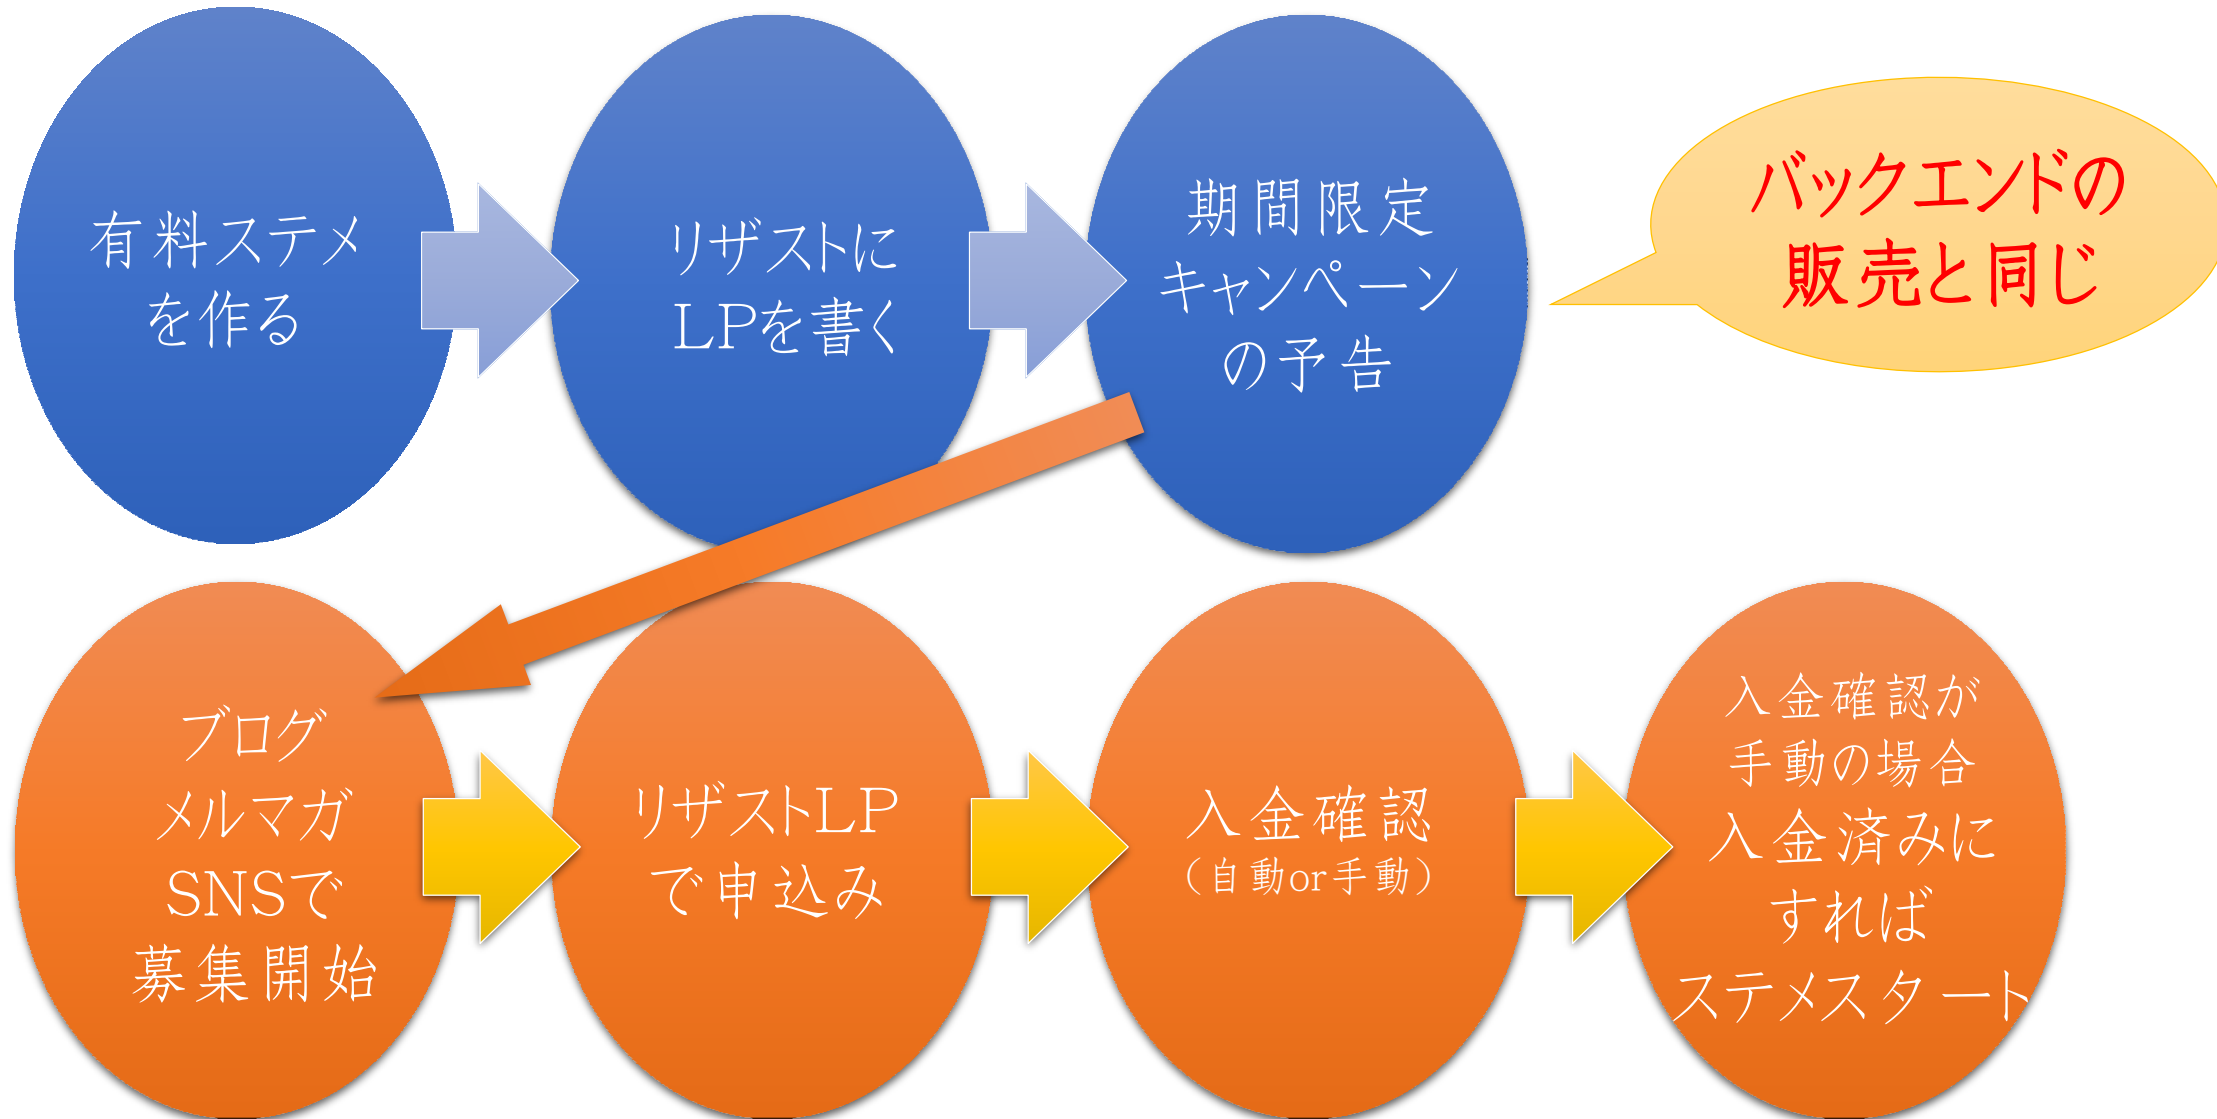 有料ステメ
を作る
リザストに
LPを書く
期間限定
キャンペーン
の予告
バックエンドの
販売と同じ
ブログ
メルマガ
SNSで
募集開始
リザストLP
で申込み
入金確認
(自動or手動)
入金確認が
手動の場合
入金済みに
すれば
ステメスタート